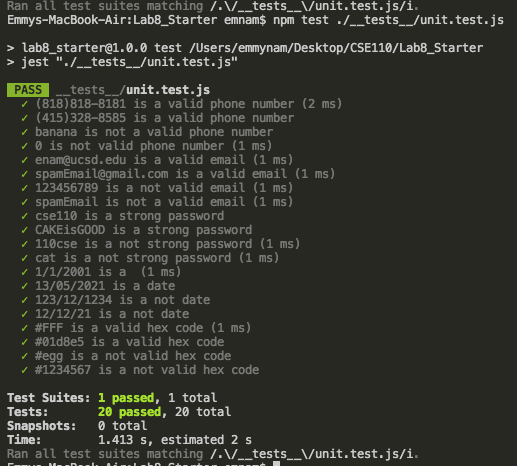 Ran all test suites matching /.\/__tests__\/unit.test.js/i.
Emmys-MacBook-Air:Lab8_Starter emnam$ npm test ./__tests__/unit.test.js
> lab8_starter@1.0.0 test /Users/emmynam/Desktop/CSE110/Lab8_Starter
> jest "./__tests__/unit.test.js"
PASS __tests__/unit.test.js
✓ (818)818-8181 is a valid phone number (2 ms)
✓ (415)328-8585 is a valid phone number
✓ banana is not a valid phone number
✓ 0 is not valid phone number (1 ms)
✓ enam@ucsd.edu is a valid email (1 ms)
✓ spamEmail@gmail.com is a valid email (1 ms)
✓ 123456789 is a not valid email (1 ms)
✓ spamEmail is not a valid email (1 ms)
✓ cse110 is a strong password
✓ CAKEisGOOD is a strong password
✓ 110cse is a not strong password (1 ms)
✓ cat is a not strong password (1 ms)
✓ 1/1/2001 is a  (1 ms)
✓ 13/05/2021 is a date
✓ 123/12/1234 is a not date
✓ 12/12/21 is a not date
✓ #FFF is a valid hex code (1 ms)
✓ #01d8e5 is a valid hex code
✓ #egg is a not valid hex code
✓ #1234567 is a not valid hex code
Test Suites: 1 passed, 1 total
Tests:       20 passed, 20 total
Snapshots:   0 total
Time:        1.413 s, estimated 2 s
Ran all test suites matching /.\/__tests__\/unit.test.js/i.
Emmys-MacBook-Air:Lab8_Starter emnam$